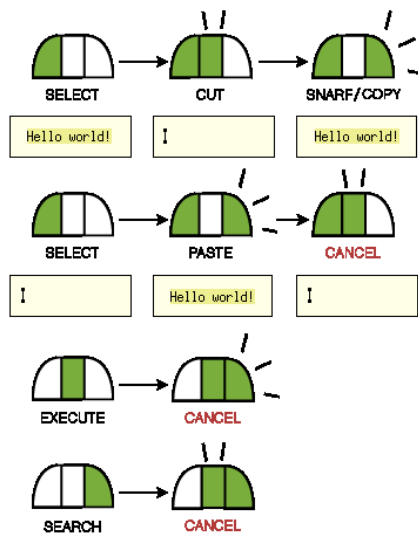 SELECT CUT SNARF/COPY
Hello world! Hello world!
SELECT PASTE CANCEL
Hello world!
EXECUTE CANCEL
SEARCH CANCEL